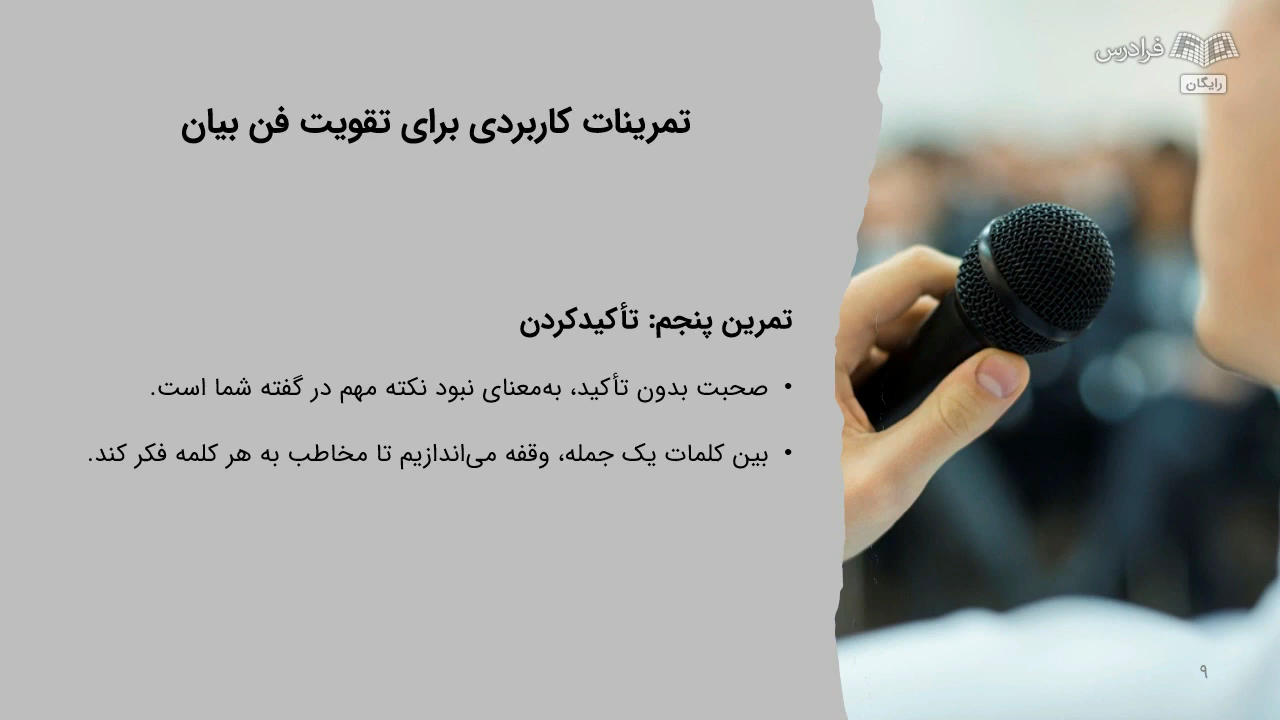 فرادرس
رایگان
تمرینات کاربردی برای تقویت فن بیان
تمرین پنجم: تأکیدکردن
• صحبت بدون تأکید، به‌معنای نبود نکته مهم در گفته شما است.
• بین کلمات یک جمله، وقفه می‌اندازیم تا مخاطب به هر کلمه فکر کند.
۹